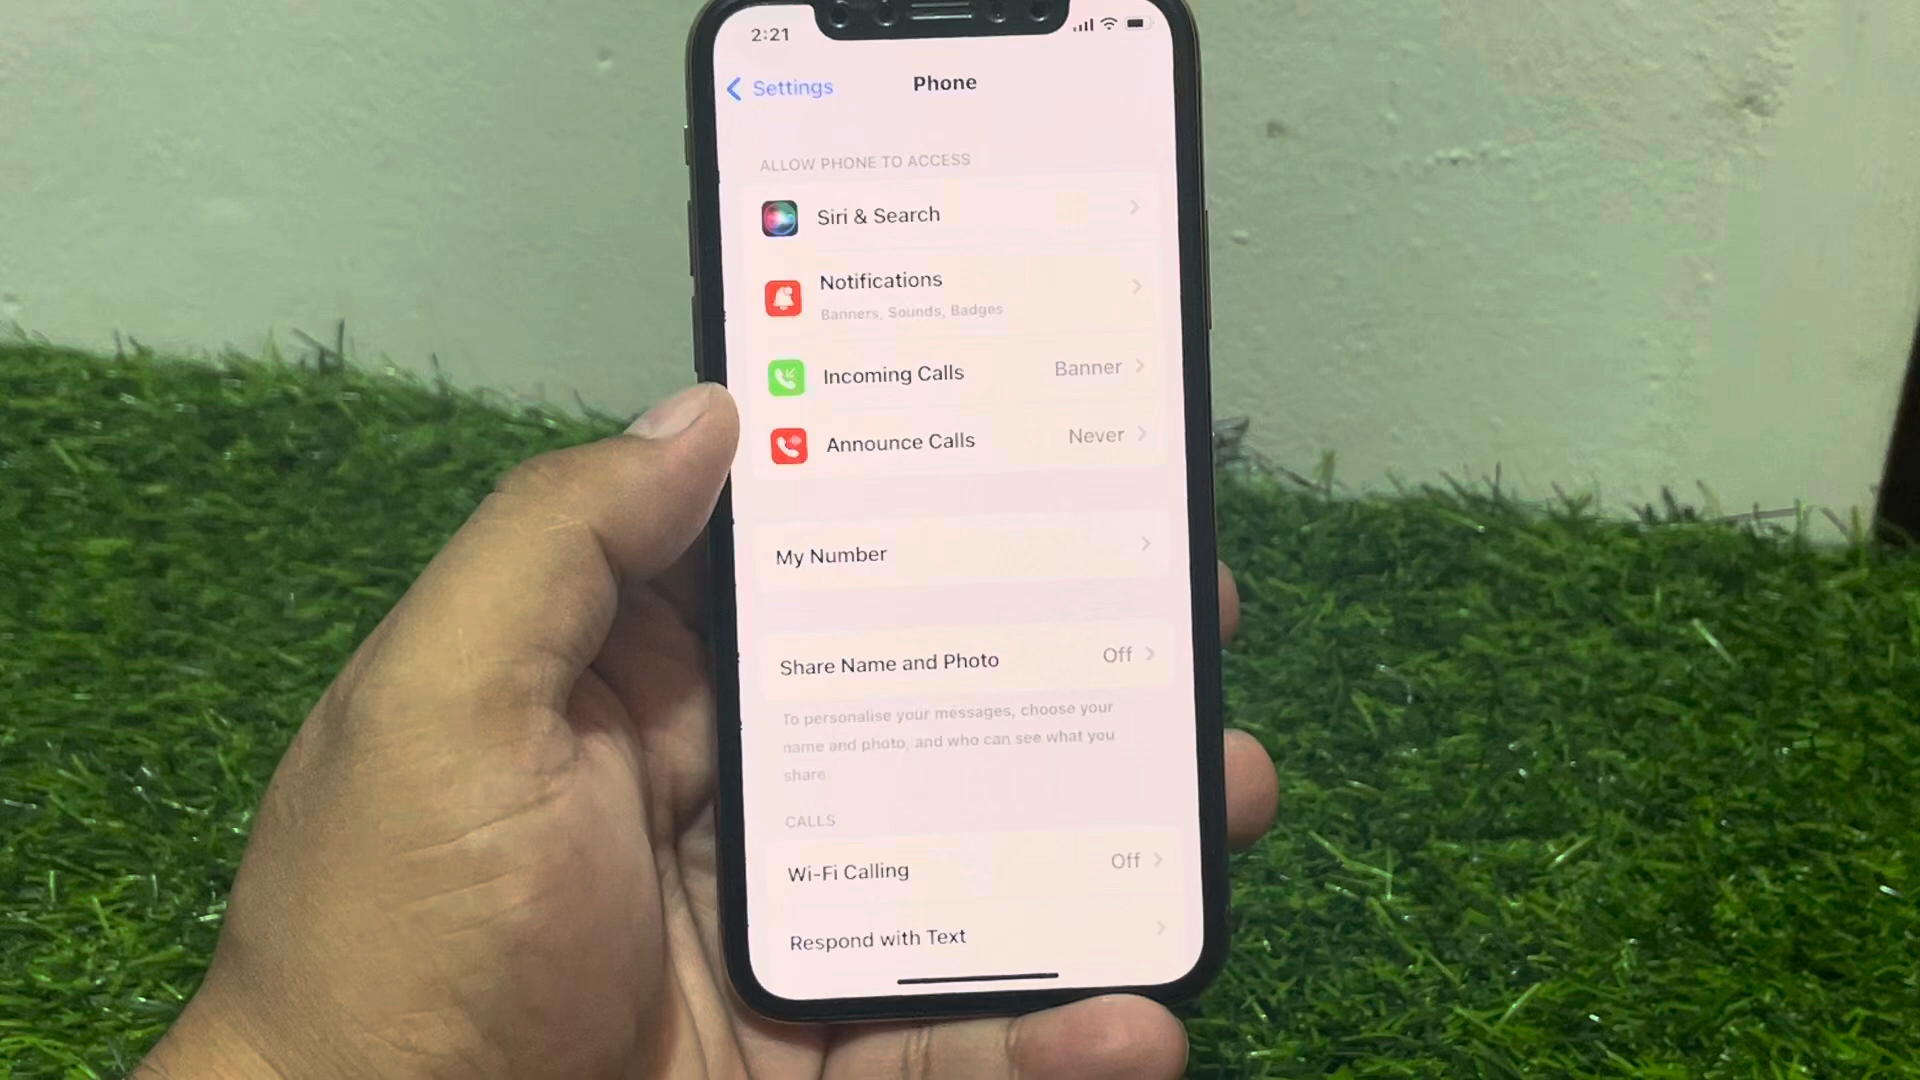 2:21
Settings
Phone
ALLOW PHONE TO ACCESS
Siri & Search
Notifications
Banners, Sounds, Badges
Incoming Calls Banner
Announce Calls Never
My Number
Share Name and Photo Off
To personalise your messages, choose your
name and photo, and who can see what you
share.
CALLS
Wi-Fi Calling Off
Respond with Text